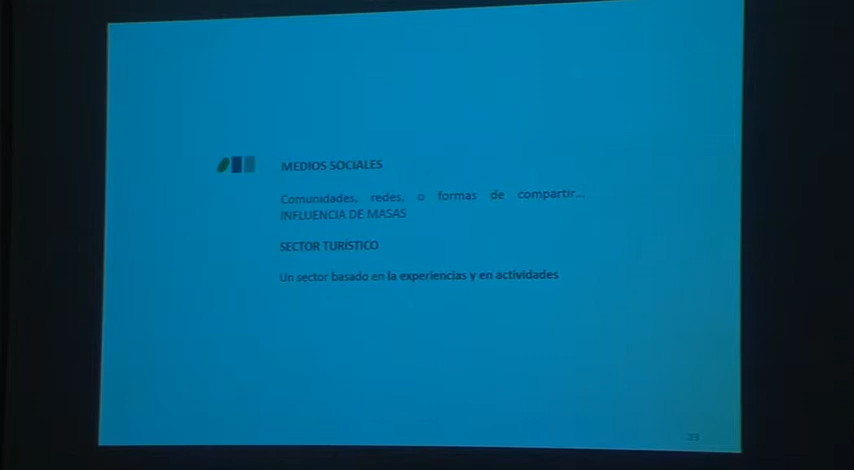 MEDIOS SOCIALES
Comunidades, redes, o formas de compartir...
INFLUENCIA DE MASAS
SECTOR TURÍSTICO
Un sector basado en la experiencias y en actividades